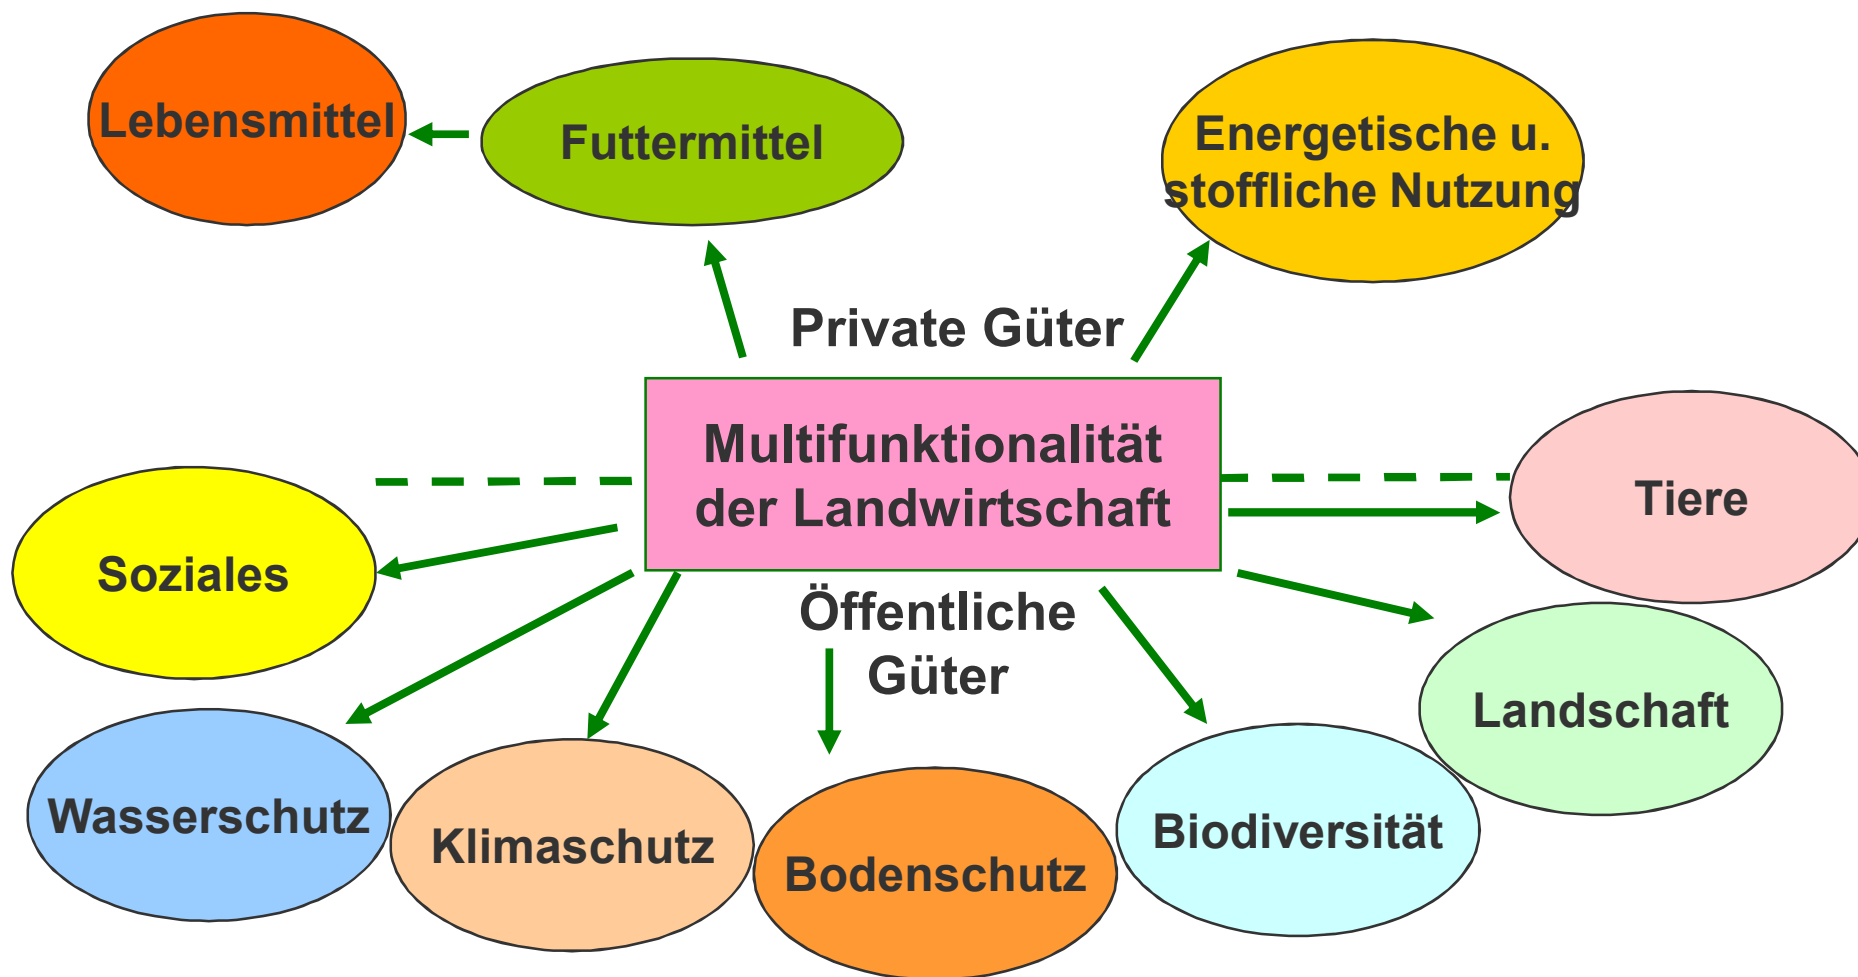 Lebensmittel
Futtermittel
Energetische u.
stoffliche Nutzung
Private Güter
Multifunktionalität
der Landwirtschaft
Tiere
Soziales
Öffentliche
Güter
Landschaft
Wasserschutz
Klimaschutz
Bodenschutz
Biodiversität